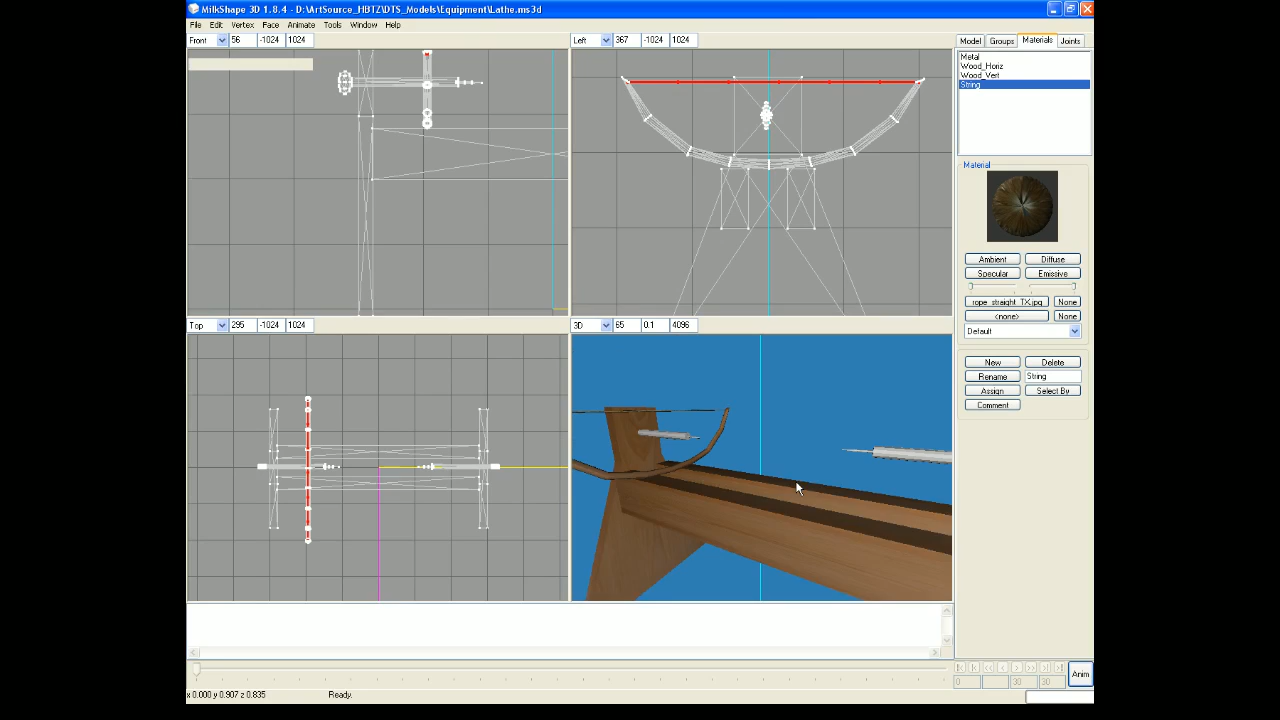 MilkShape 3D 1.8.4 - D:\ArtSource_HBTZ\DTS_Models\Equipment\Lathe.ms3d
File Edit Vertex Face Animate Tools Window Help
Front 56 -1024 1024
Left 367 -1024 1024
Model Groups Materials Joints
Metal
Wood_Horiz
Wood_Vert
String
Material
Ambient Diffuse
Specular Emissive
rope_straight_TX.jpg None
<none> None
Default
Top 295 -1024 1024
3D 65 0.1 4096
New Delete
Rename String
Assign Select By
Comment
Anim
0 30 30
x 0.000 y 0.907 z 0.835 Ready.